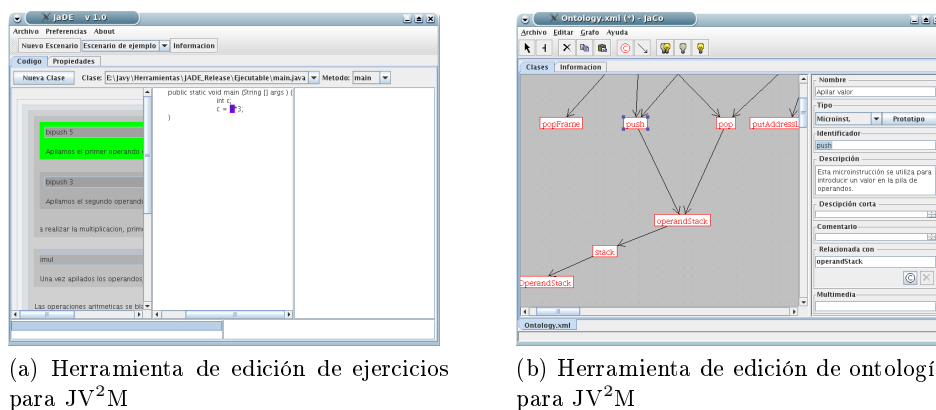 JaDE v 1.0
Archivo Preferencias About
Nuevo Escenario Escenario de ejemplo Informacion
Codigo Propiedades
Nueva Clase Clase: E:\Javy\Herramientas\JADE_Release\Ejecutable\main.java Metodo: main
bipush 5
Apilamos el primer operando
bipush 3
Apilamos el segundo operand
a realizar la multiplicacion, prim
imul
Una vez apilados los operandos
Las operaciones aritmeticas se bl
public static void main (String [] args ) {
int c;
c = *3;
}
(a) Herramienta de edición de ejercicios
para JV²M
Ontology.xml (*) - JaCo
Archivo Editar Grafo Ayuda
Clases Informacion
popFrame
push
pop
putAddressL
operandStack
stack
OperandStack
Nombre
Apilar valor
Tipo
Microinst. Prototipo
Identificador
push
Descripción
Esta microinstrucción se utiliza para
introducir un valor en la pila de
operandos.
Descipción corta
Comentario
Relacionada con
operandStack
Multimedia
Ontology.xml
(b) Herramienta de edición de ontologí
para JV²M